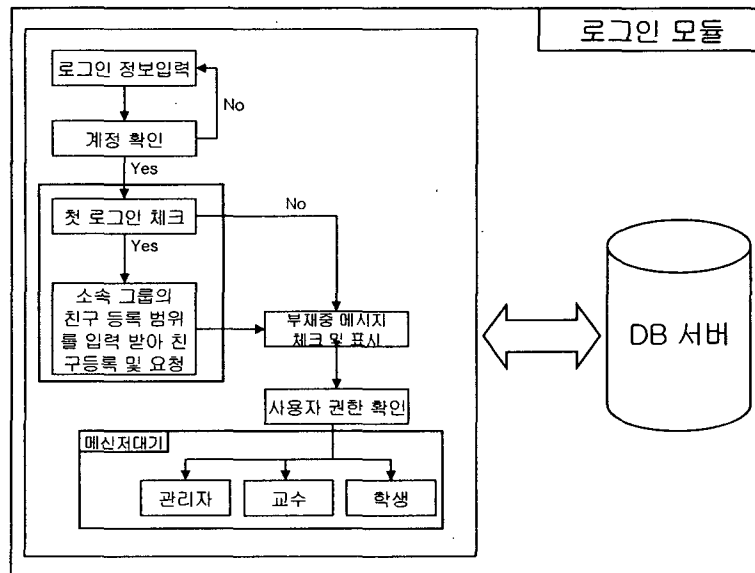 로그인 모듈
로그인 정보입력
No
계정 확인
Yes
첫 로그안 체크
No
Yes
소속 그룹의
친구 등록 범위
를 입력 받아 친
구등록 및 요청
부재중 메시지
체크 및 표시
사용자 권한 확인
메신저대기
관리자
교수
학생
DB 서버